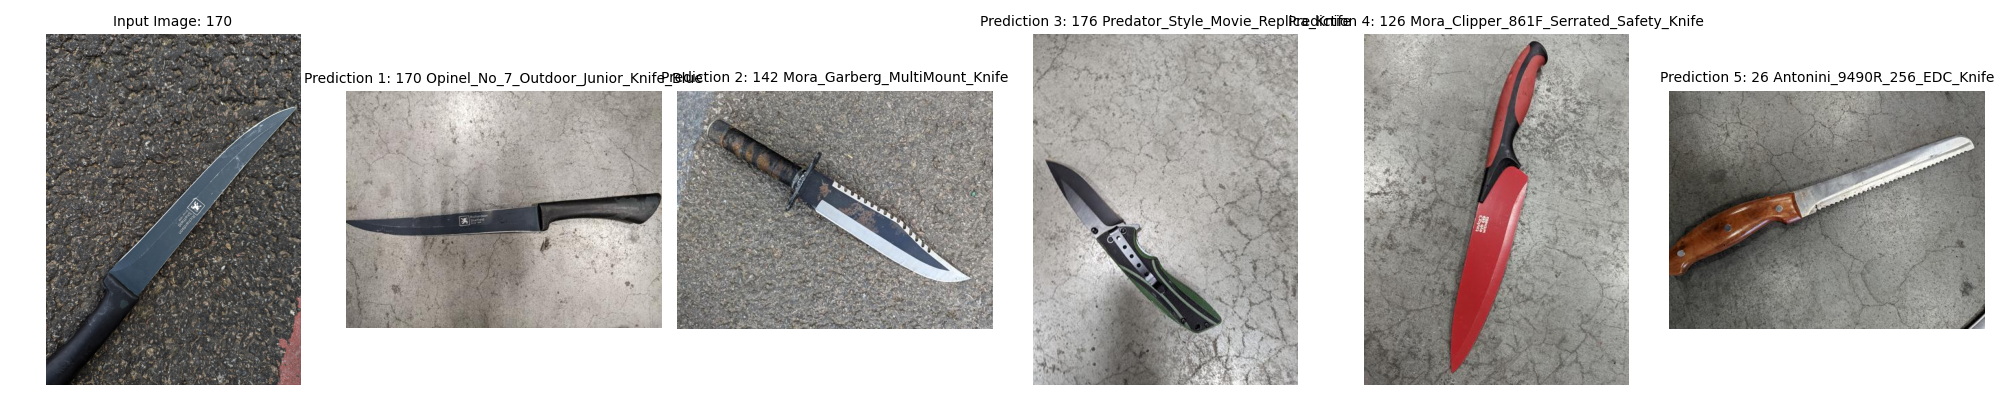 Input Image: 170
Prediction 1: 170 Opinel_No_7_Outdoor_Junior_Knife_Blue
Prediction 2: 142 Mora_Garberg_MultiMount_Knife
Prediction 3: 176 Predator_Style_Movie_Replica_Knife
Prediction 4: 126 Mora_Clipper_861F_Serrated_Safety_Knife
Prediction 5: 26 Antonini_9490R_256_EDC_Knife